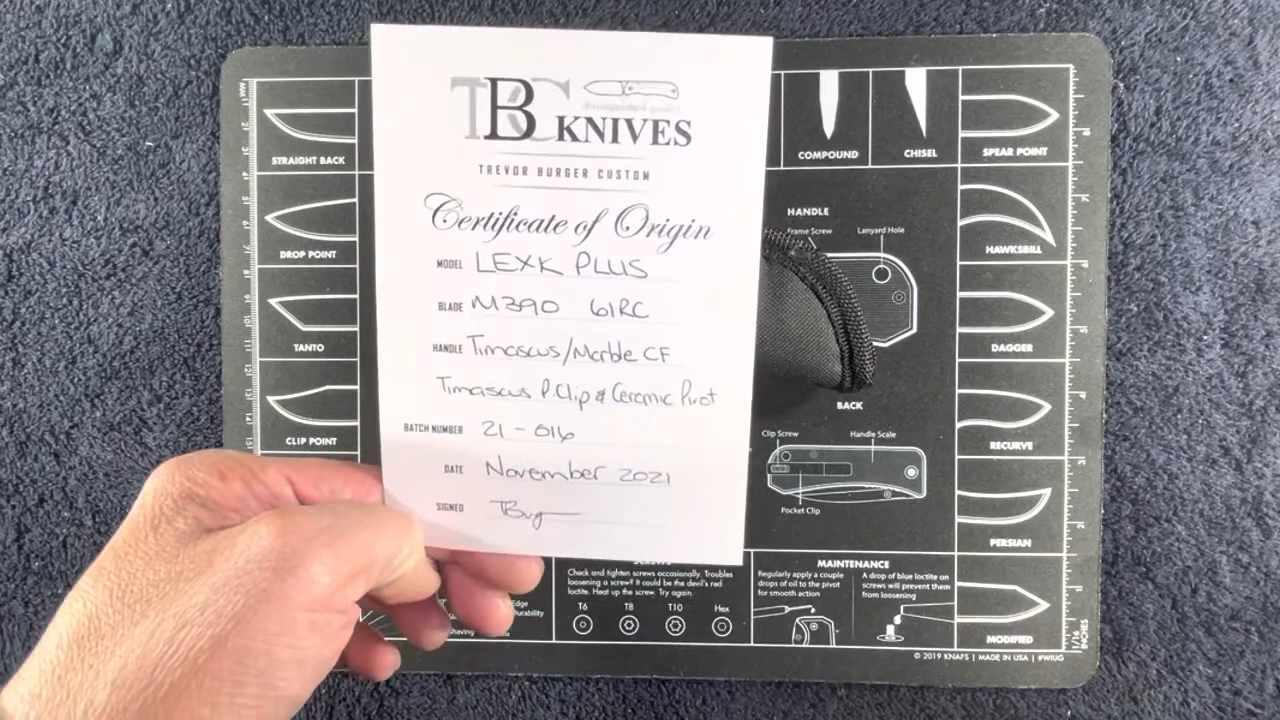 TBC KNIVES
TREVOR BURGER CUSTOM
Certificate of Origin
MODEL LEXK PLUS
BLADE M390 61RC
HANDLE Timascus/Marble CF
Timascus P.Clip & Ceramic Pivot
BATCH NUMBER 21-016
DATE November 2021
SIGNED TBug
STRAIGHT BACK
DROP POINT
TANTO
CLIP POINT
COMPOUND
CHISEL
SPEAR POINT
HANDLE
Frame Screw
Lanyard Hole
HAWKSBILL
DAGGER
BACK
Clip Screw
Handle Scale
Pocket Clip
RECURVE
PERSIAN
MODIFIED
Edge
Durability
Shaving
Check and tighten screws occasionally. Troubles
loosening a screw? It could be the devil's red
loctite. Heat up the screw. Try again.
T6 T8 T10 Hex
MAINTENANCE
Regularly apply a couple
drops of oil to the pivot
for smooth action
A drop of blue loctite on
screws will prevent them
from loosening
1/16 INCHES
© 2019 KNAFS | MADE IN USA | #WIUG